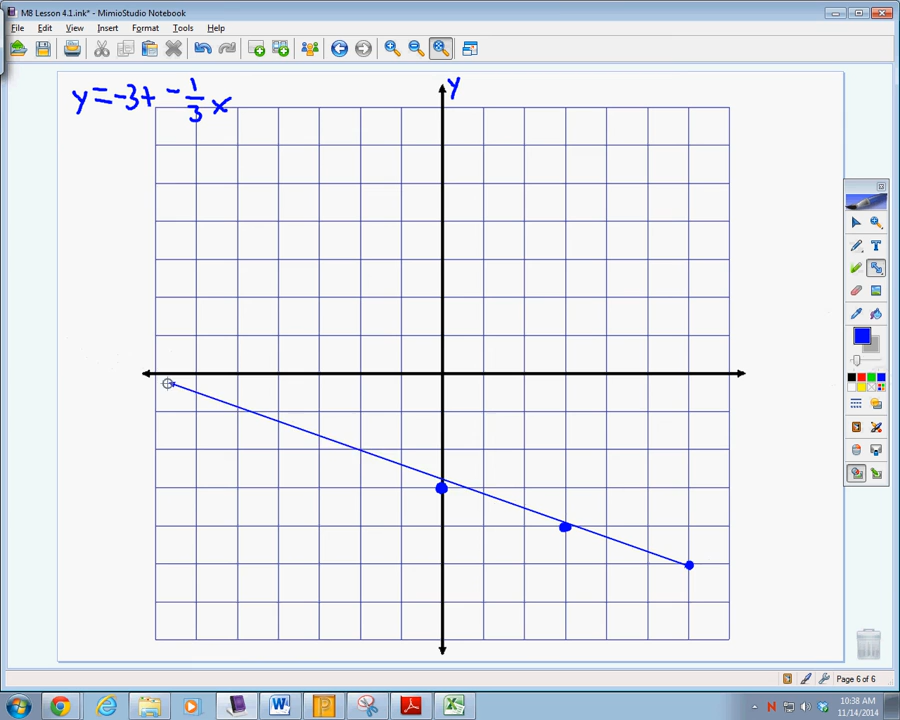 M8 Lesson 4.1.ink* - MimioStudio Notebook
File Edit View Insert Format Tools Help
y = -3 + - 1/3 x
y
T
Page 6 of 6
W
P
N
10:38 AM
11/14/2014